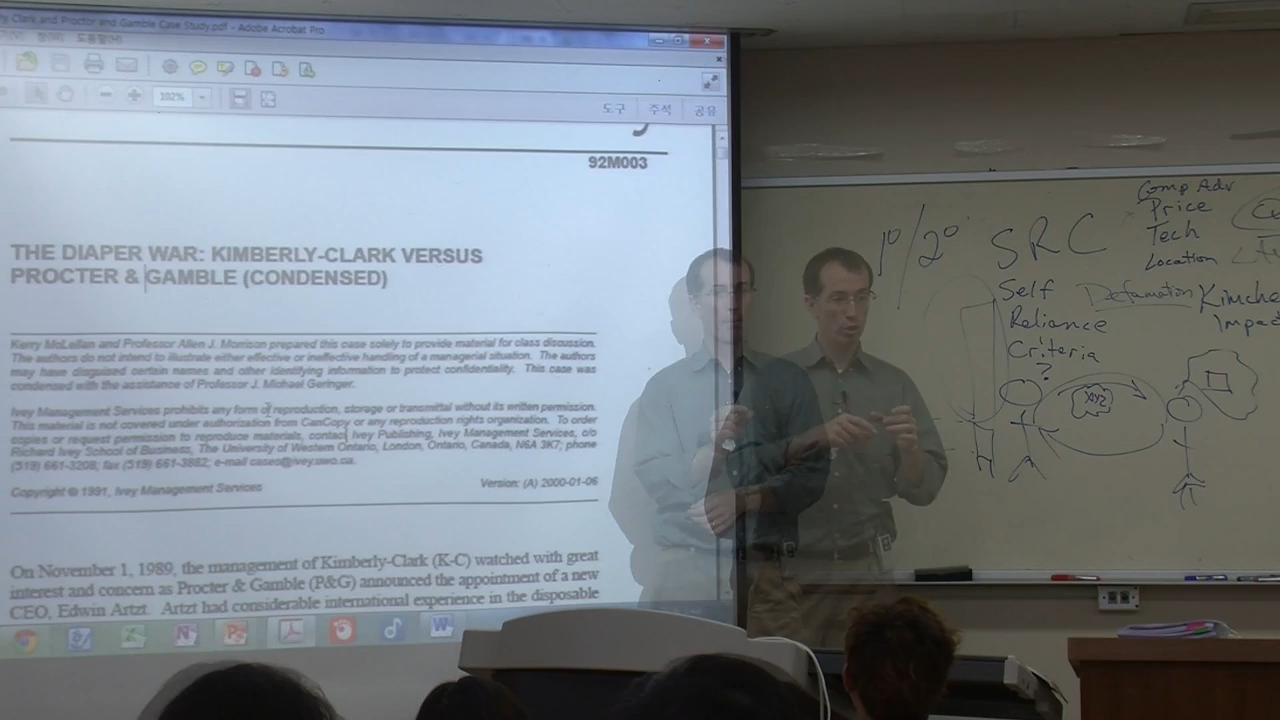 y Clark and Procter and Gamble Case Study.pdf - Adobe Acrobat Pro
도움말(H)
102%
도구 주석 공유
92M003
THE DIAPER WAR: KIMBERLY-CLARK VERSUS
PROCTER & GAMBLE (CONDENSED)
Kerry McLellan and Professor Allen J. Morrison prepared this case solely to provide material for class discussion.
The authors do not intend to illustrate either effective or ineffective handling of a managerial situation. The authors
may have disguised certain names and other identifying information to protect confidentiality. This case was
condensed with the assistance of Professor J. Michael Geringer.
Ivey Management Services prohibits any form of reproduction, storage or transmittal without its written permission.
This material is not covered under authorization from CanCopy or any reproduction rights organization. To order
copies or request permission to reproduce materials, contact Ivey Publishing, Ivey Management Services, c/o
Richard Ivey School of Business, The University of Western Ontario, London, Ontario, Canada, N6A 3K7; phone
(519) 661-3208; fax (519) 661-3882; e-mail cases@ivey.uwo.ca.
Copyright © 1991, Ivey Management Services
Version: (A) 2000-01-06
On November 1, 1989, the management of Kimberly-Clark (K-C) watched with great
interest and concern as Procter & Gamble (P&G) announced the appointment of a new
CEO, Edwin Artzt. Artzt had considerable international experience in the disposable
1°/2° SRC
Self
Reliance
Criteria
?
Comp Adv
Price
Tech
Location
Defamation
Kimche
Impac
XYZ